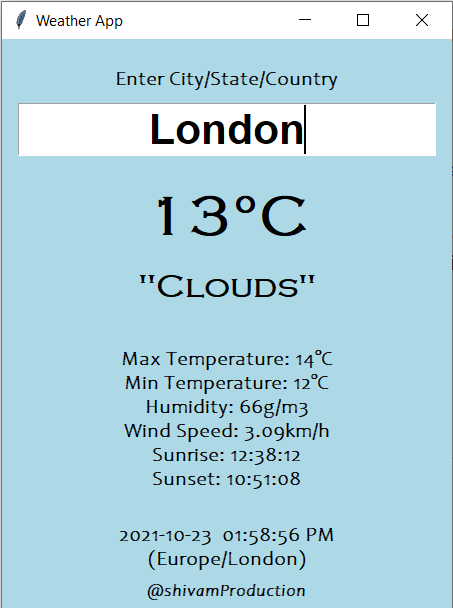 Weather App
Enter City/State/Country
London
13°C
"Clouds"
Max Temperature: 14°C
Min Temperature: 12°C
Humidity: 66g/m3
Wind Speed: 3.09km/h
Sunrise: 12:38:12
Sunset: 10:51:08
2021-10-23  01:58:56 PM
(Europe/London)
@shivamProduction